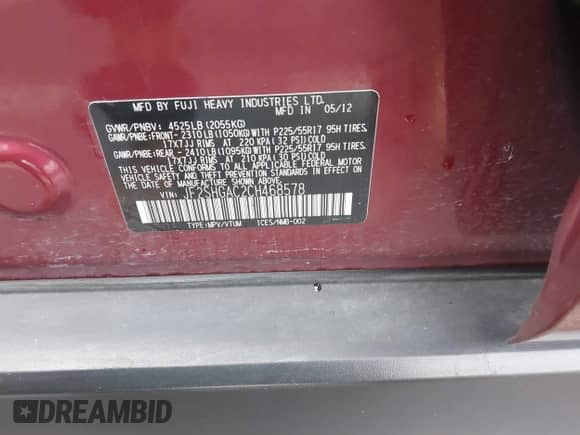 MFD BY FUJI HEAVY INDUSTRIES LTD.
MFD IN 05/12
GVWR/PNBV: 4525LB(2055KG)
GAWR/PNBE:FRONT- 2310LB(1050KG)WITH P225/55R17 95H TIRES,
17X7JJ RIMS AT 220 KPA(32 PSI)COLD
GAWR/PNBE:REAR - 2410LB(1095KG)WITH P225/55R17 95H TIRES,
17X7JJ RIMS AT 210 KPA(30 PSI)COLD
THIS VEHICLE CONFORMS TO ALL APPLICABLE FEDERAL MOTOR
VEHICLE SAFETY AND THEFT PREVENTION STANDARDS IN EFFECT
ON THE DATE OF MANUFACTURE SHOWN ABOVE.
VIN: JF2SHGAC2CH468578
TYPE:MPV/VTUM ICES/NMB-002
DREAMBID